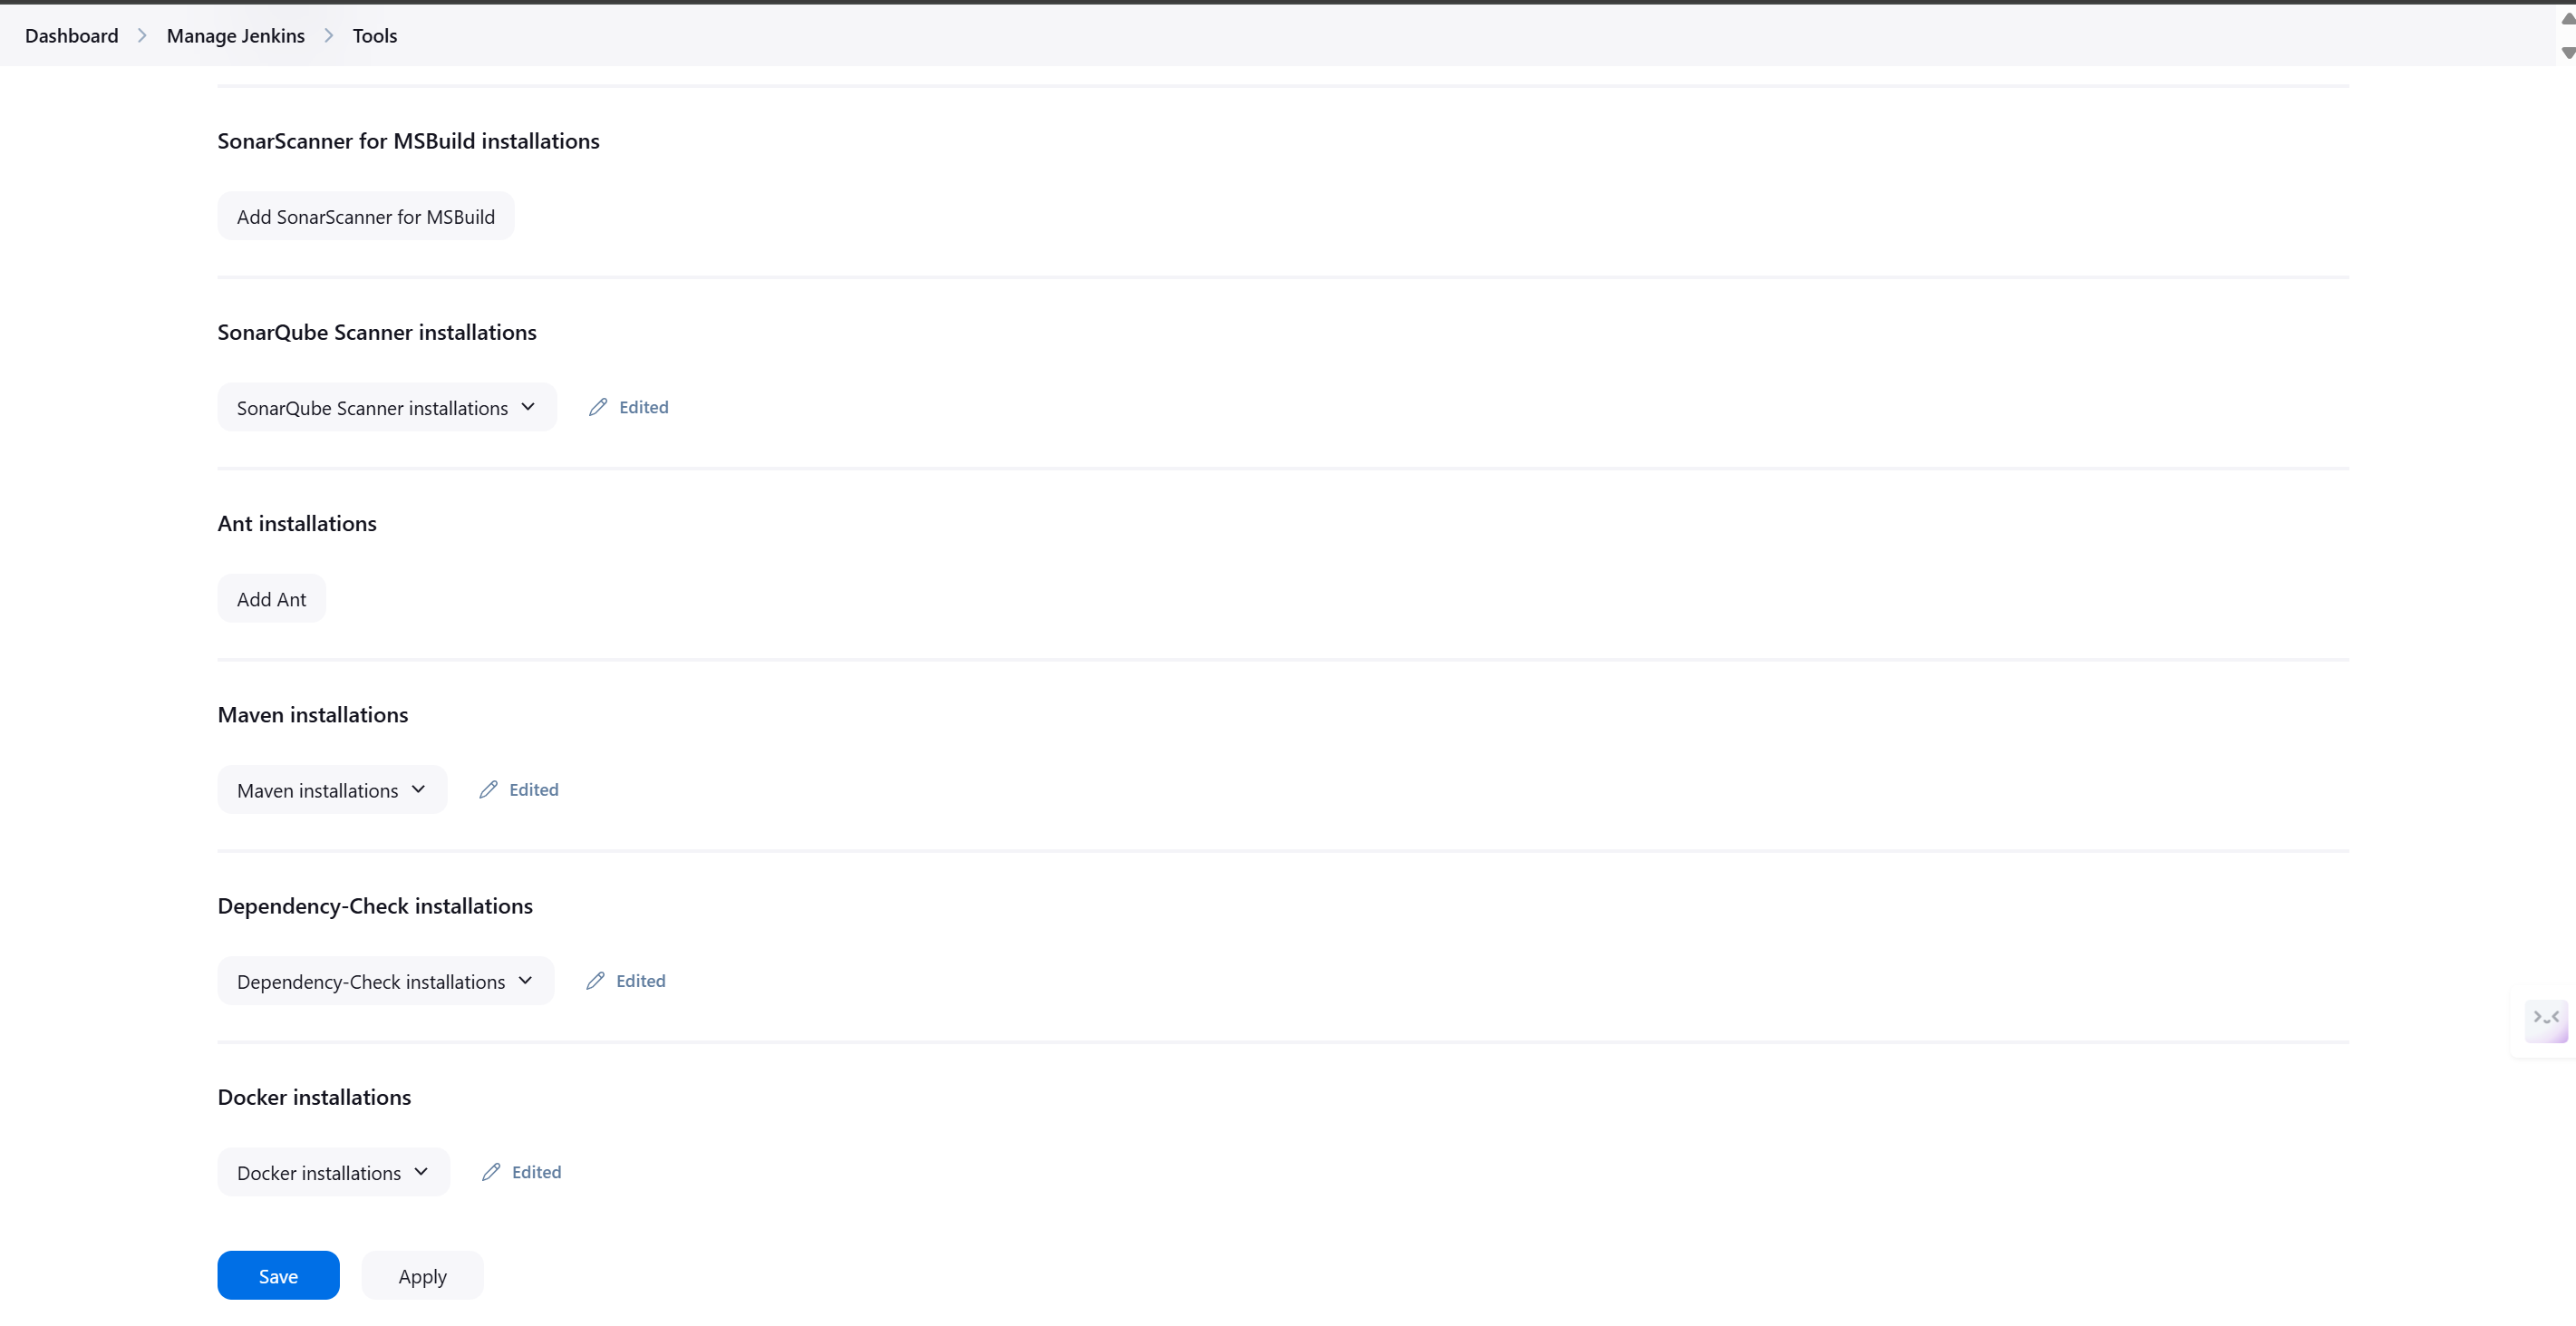 Dashboard > Manage Jenkins > Tools
SonarScanner for MSBuild installations
Add SonarScanner for MSBuild
SonarQube Scanner installations
SonarQube Scanner installations Edited
Ant installations
Add Ant
Maven installations
Maven installations Edited
Dependency-Check installations
Dependency-Check installations Edited
Docker installations
Docker installations Edited
Save Apply